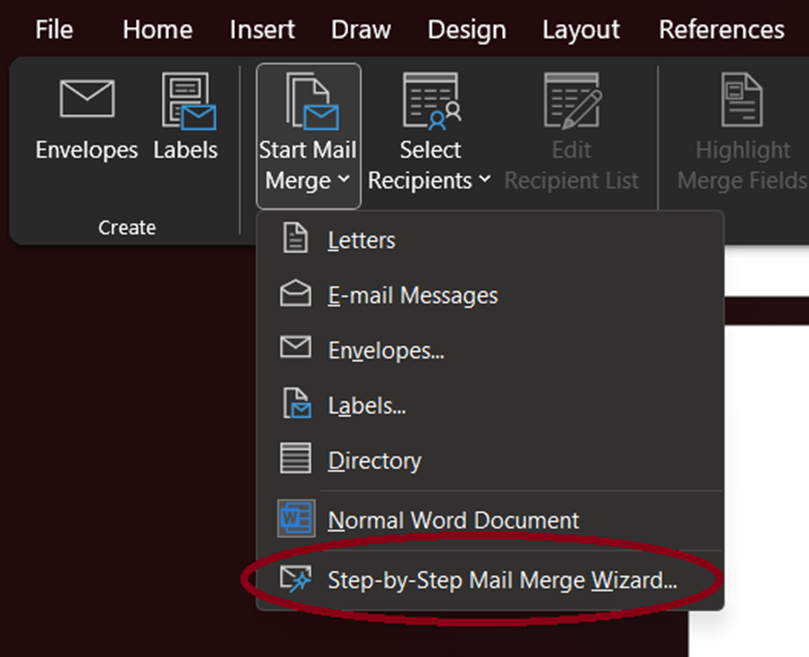 File Home Insert Draw Design Layout References
Envelopes Labels
Start Mail
Merge
Select
Recipients
Edit
Recipient List
Highlight
Merge Fields
Create
Letters
E-mail Messages
Envelopes...
Labels...
Directory
Normal Word Document
Step-by-Step Mail Merge Wizard...